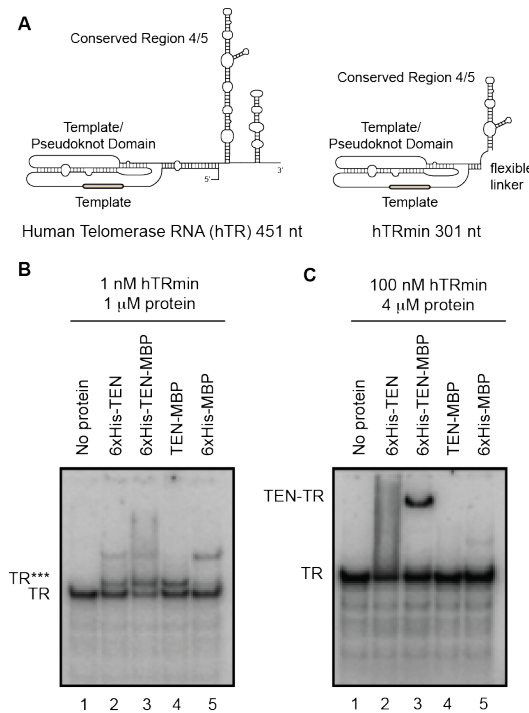 A
Conserved Region 4/5
Template/
Pseudoknot Domain
5'
3'
Template
Human Telomerase RNA (hTR) 451 nt
Conserved Region 4/5
Template/
Pseudoknot Domain
flexible
linker
Template
hTRmin 301 nt
B
1 nM hTRmin
1 μM protein
No protein
6xHis-TEN
6xHis-TEN-MBP
TEN-MBP
6xHis-MBP
TR***
TR
1 2 3 4 5
C
100 nM hTRmin
4 μM protein
No protein
6xHis-TEN
6xHis-TEN-MBP
TEN-MBP
6xHis-MBP
TEN-TR
TR
1 2 3 4 5